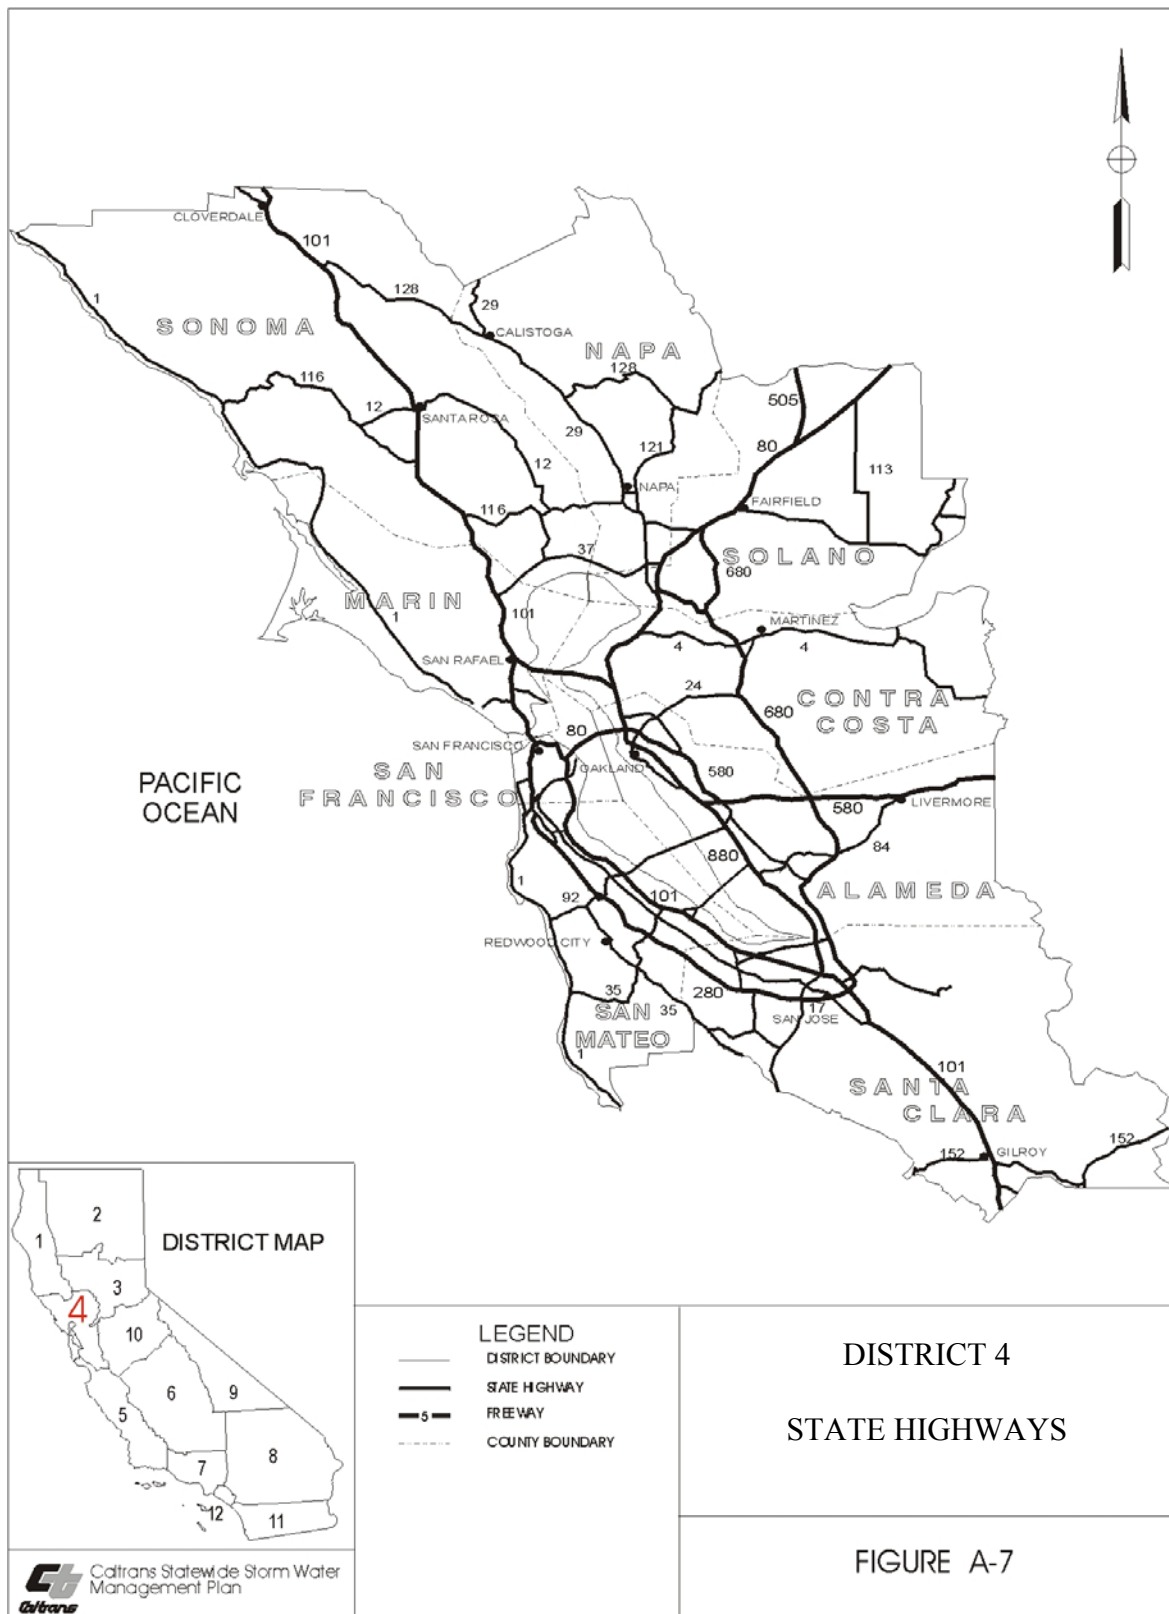 CLOVERDALE
101
1
128
29
SONOMA
CALISTOGA
NAPA
128
116
12
SANTA ROSA
505
29
80
121
12
113
NAPA
FAIRFIELD
116
37
SOLANO
680
MARIN
101
1
MARTINEZ
4
4
SAN RAFAEL
24
CONTRA
COSTA
680
80
SAN FRANCISCO
OAKLAND
580
SAN
FRANCISCO
PACIFIC
OCEAN
580
LIVERMORE
84
880
1
92
101
ALAMEDA
REDWOOD CITY
35
280
SAN
MATEO
35
17
SAN JOSE
1
101
SANTA
CLARA
152
152
GILROY
DISTRICT MAP
1
2
3
4
10
6
9
5
7
8
12
11
LEGEND
DISTRICT BOUNDARY
STATE HIGHWAY
5 FREEWAY
COUNTY BOUNDARY
DISTRICT 4
STATE HIGHWAYS
FIGURE A-7
Caltrans Statewide Storm Water
Management Plan
Caltrans